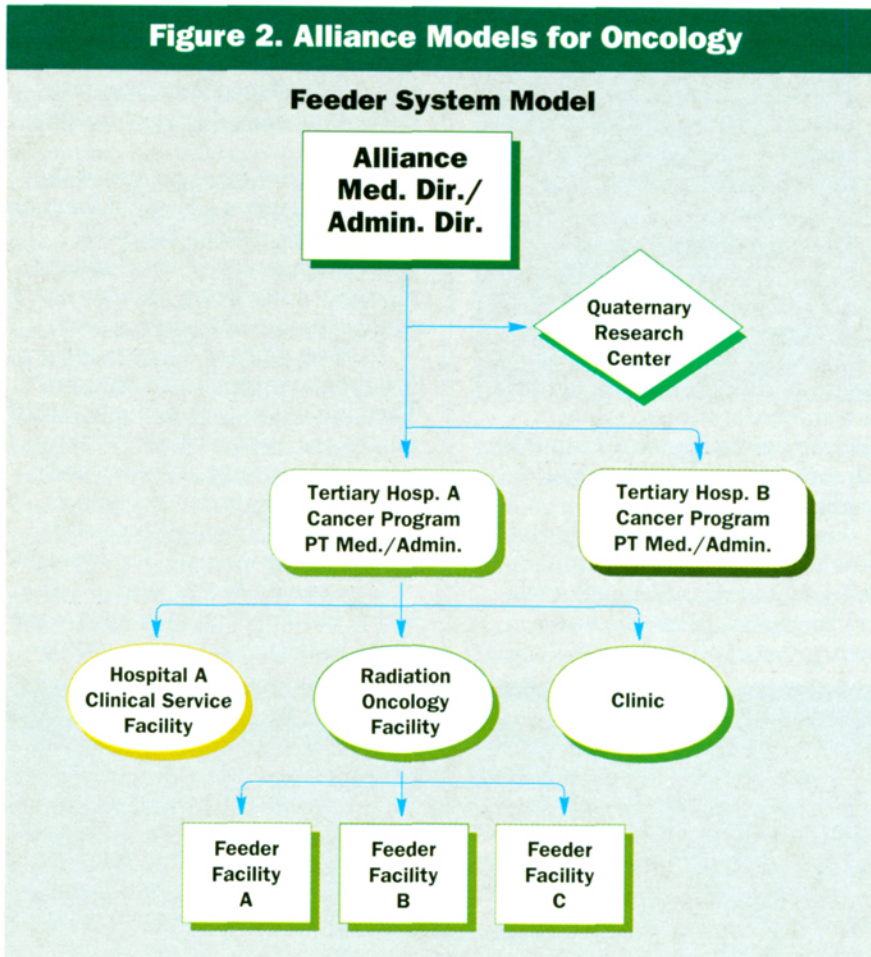 Figure 2. Alliance Models for Oncology
Feeder System Model
Alliance
Med. Dir./
Admin. Dir.
Quaternary
Research
Center
Tertiary Hosp. A
Cancer Program
PT Med./Admin.
Tertiary Hosp. B
Cancer Program
PT Med./Admin.
Hospital A
Clinical Service
Facility
Radiation
Oncology
Facility
Clinic
Feeder
Facility
A
Feeder
Facility
B
Feeder
Facility
C